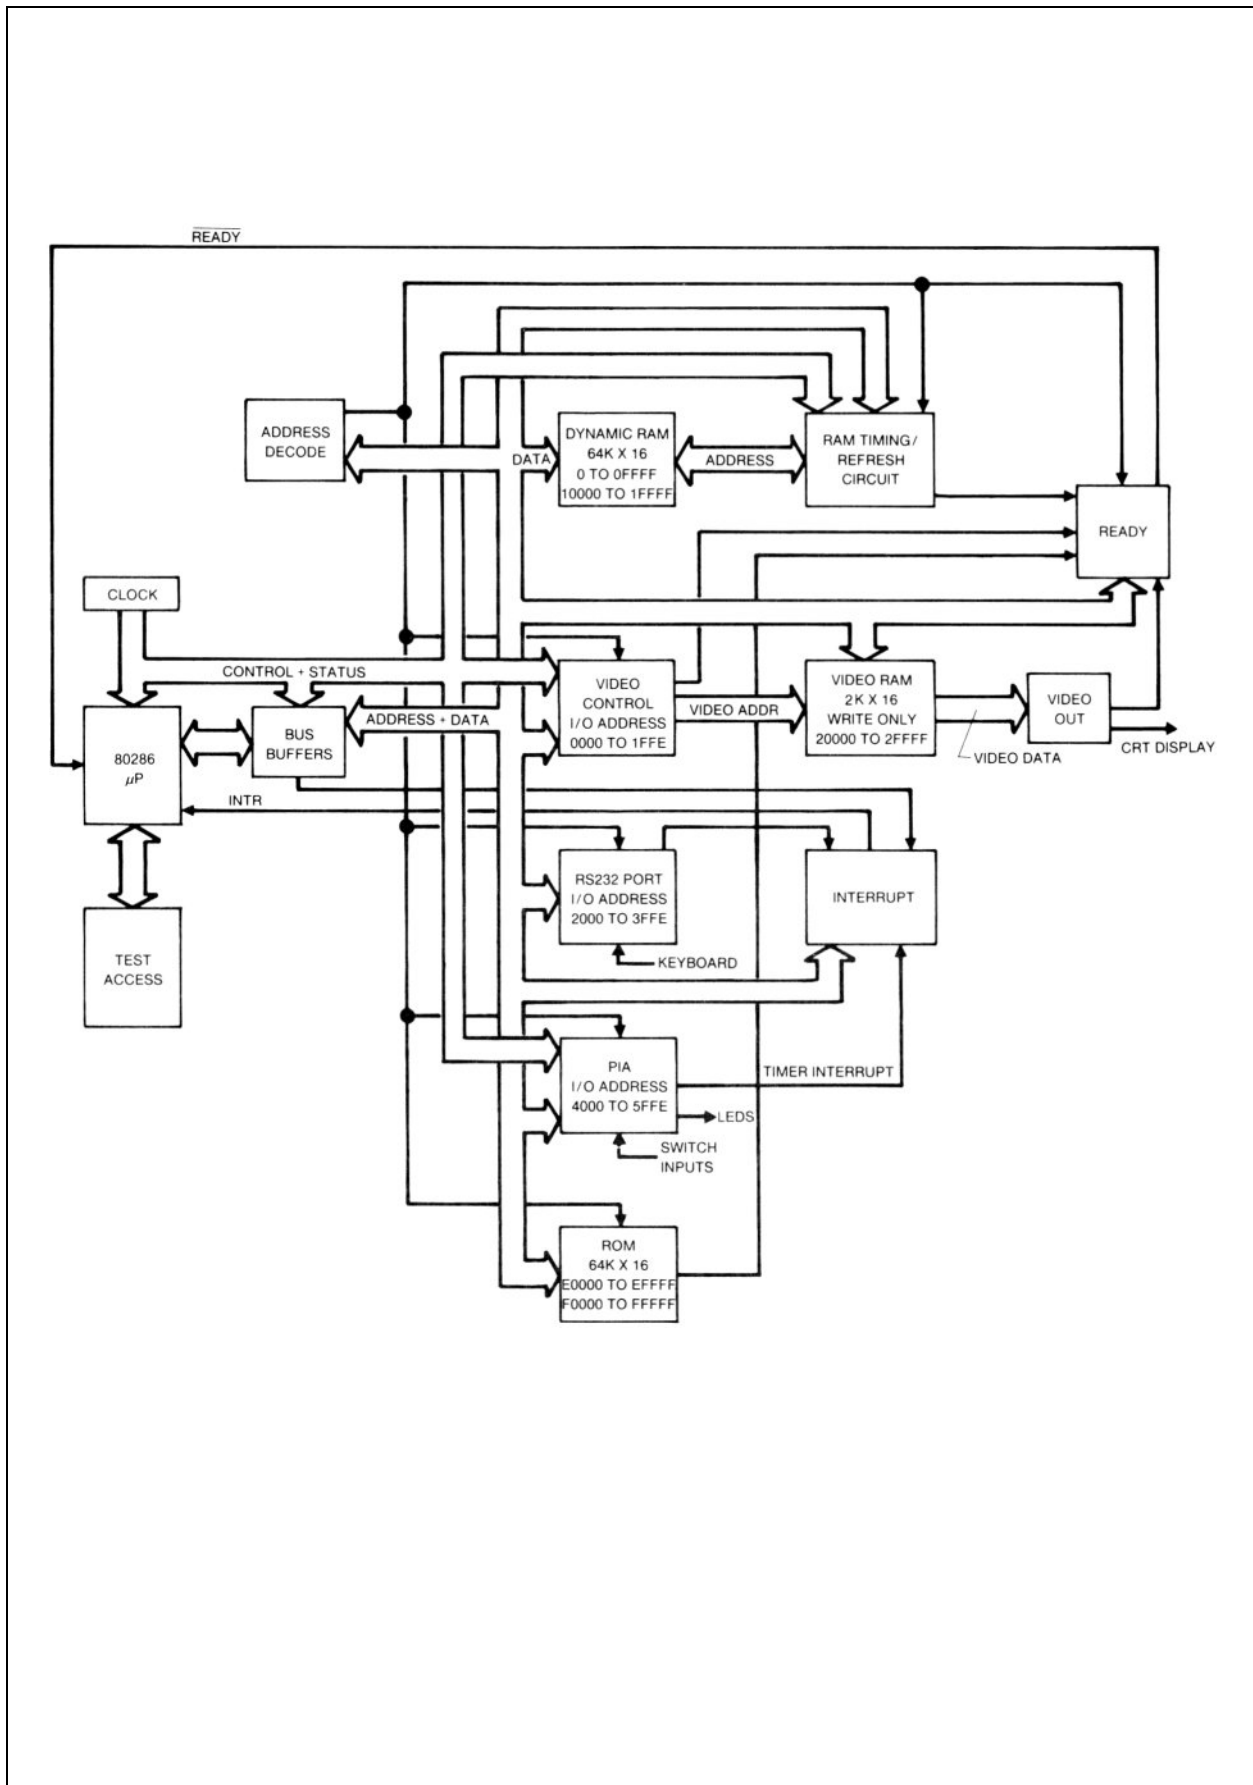 READY
ADDRESS
DECODE
DATA
DYNAMIC RAM
64K X 16
0 TO 0FFFF
10000 TO 1FFFF
ADDRESS
RAM TIMING/
REFRESH
CIRCUIT
READY
CLOCK
CONTROL + STATUS
80286
µP
BUS
BUFFERS
ADDRESS + DATA
VIDEO
CONTROL
I/O ADDRESS
0000 TO 1FFE
VIDEO ADDR
VIDEO RAM
2K X 16
WRITE ONLY
20000 TO 2FFFF
VIDEO DATA
VIDEO
OUT
CRT DISPLAY
INTR
TEST
ACCESS
RS232 PORT
I/O ADDRESS
2000 TO 3FFE
KEYBOARD
INTERRUPT
PIA
I/O ADDRESS
4000 TO 5FFE
TIMER INTERRUPT
LEDS
SWITCH
INPUTS
ROM
64K X 16
E0000 TO EFFFF
F0000 TO FFFFF